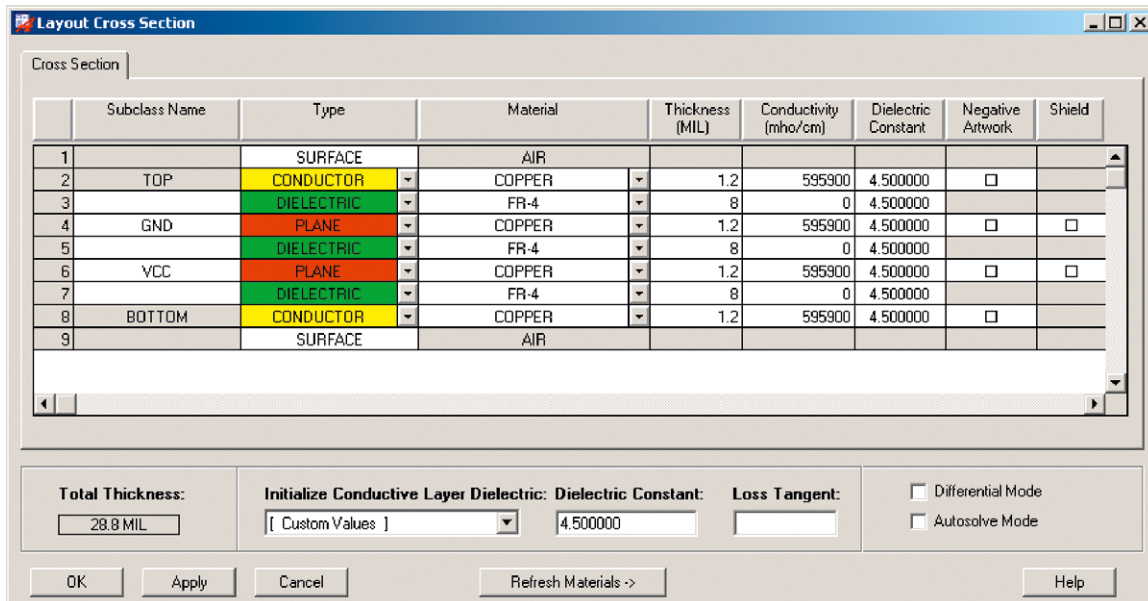 Layout Cross Section
Cross Section
Subclass Name Type Material Thickness (MIL) Conductivity (mho/cm) Dielectric Constant Negative Artwork Shield
1 SURFACE AIR
2 TOP CONDUCTOR COPPER 1.2 595900 4.500000
3 DIELECTRIC FR-4 8 0 4.500000
4 GND PLANE COPPER 1.2 595900 4.500000
5 DIELECTRIC FR-4 8 0 4.500000
6 VCC PLANE COPPER 1.2 595900 4.500000
7 DIELECTRIC FR-4 8 0 4.500000
8 BOTTOM CONDUCTOR COPPER 1.2 595900 4.500000
9 SURFACE AIR
Total Thickness: Initialize Conductive Layer Dielectric: Dielectric Constant: Loss Tangent: Differential Mode
28.8 MIL [ Custom Values ] 4.500000 Autosolve Mode
OK Apply Cancel Refresh Materials -> Help